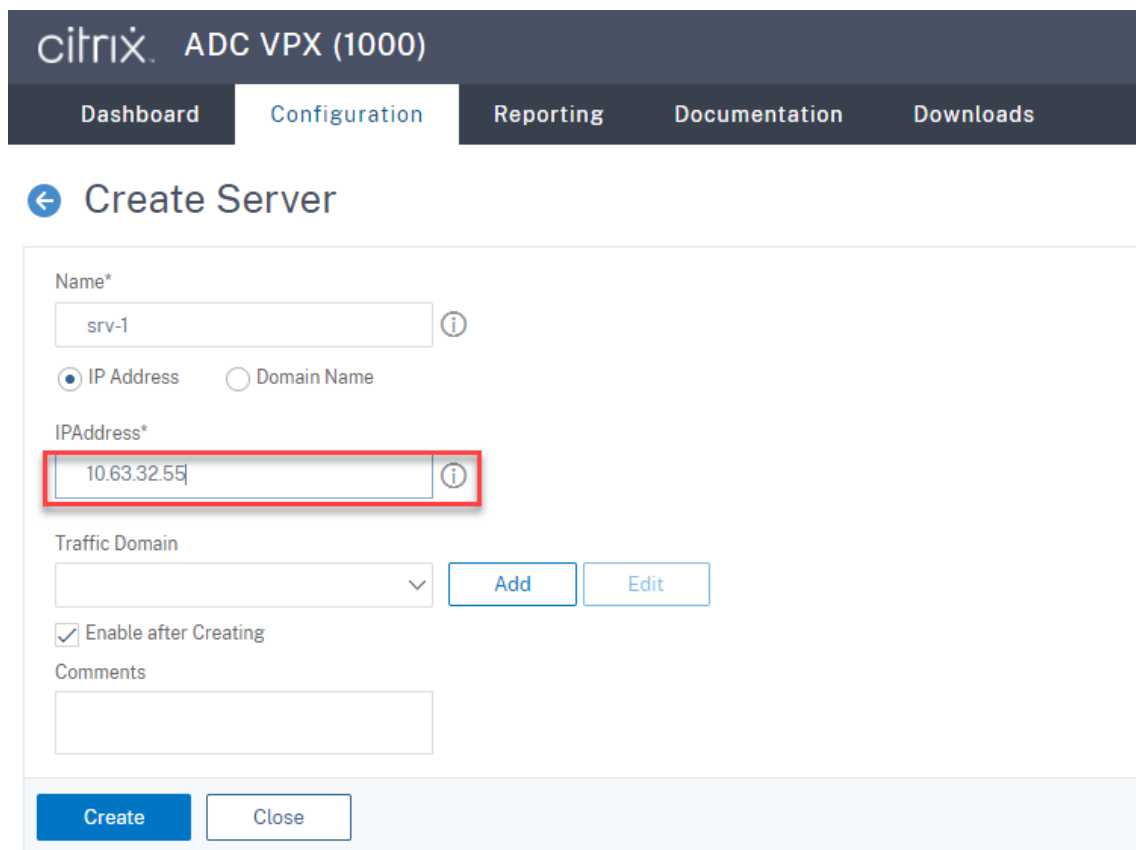 citrix. ADC VPX (1000)
Dashboard Configuration Reporting Documentation Downloads
Create Server
Name*
srv-1
IP Address Domain Name
IPAddress*
10.63.32.55
Traffic Domain
Add Edit
Enable after Creating
Comments
Create Close